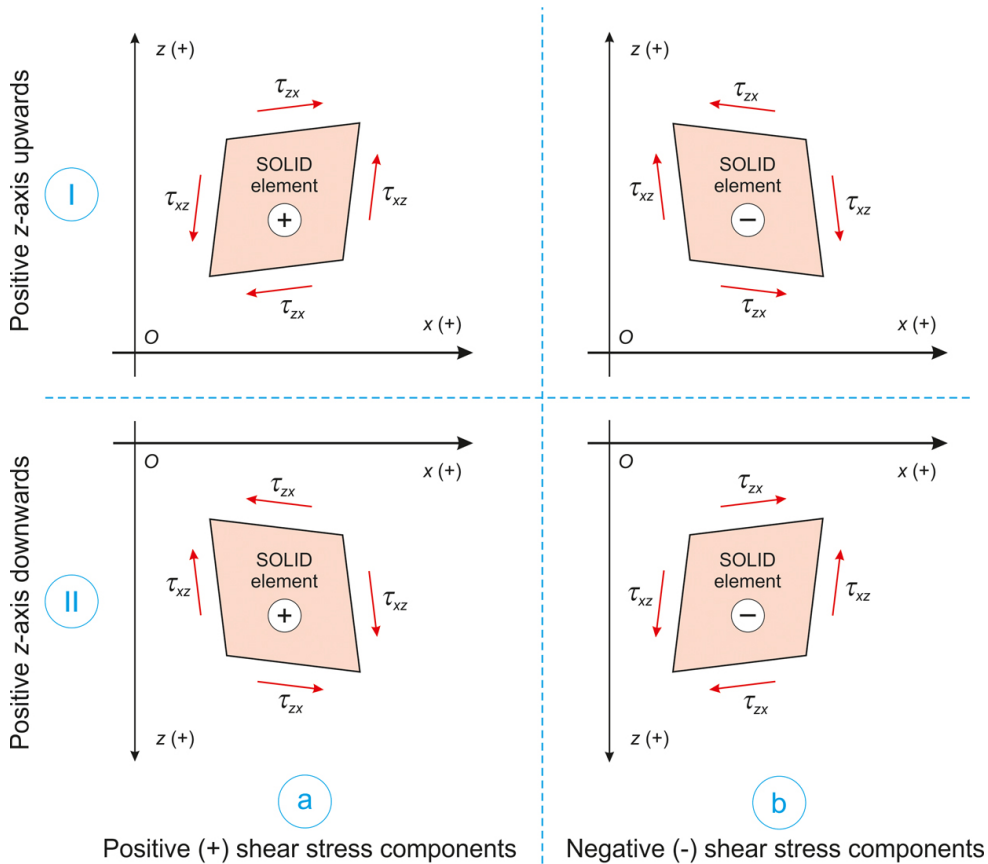 Positive z-axis upwards
I
z (+)
τzx
τxz
SOLID
element
+
τxz
τzx
O
x (+)
z (+)
τzx
τxz
SOLID
element
−
τxz
τzx
O
x (+)
Positive z-axis downwards
II
O
x (+)
τzx
τxz
SOLID
element
+
τxz
τzx
z (+)
O
x (+)
τzx
τxz
SOLID
element
−
τxz
τzx
z (+)
a
Positive (+) shear stress components
b
Negative (-) shear stress components